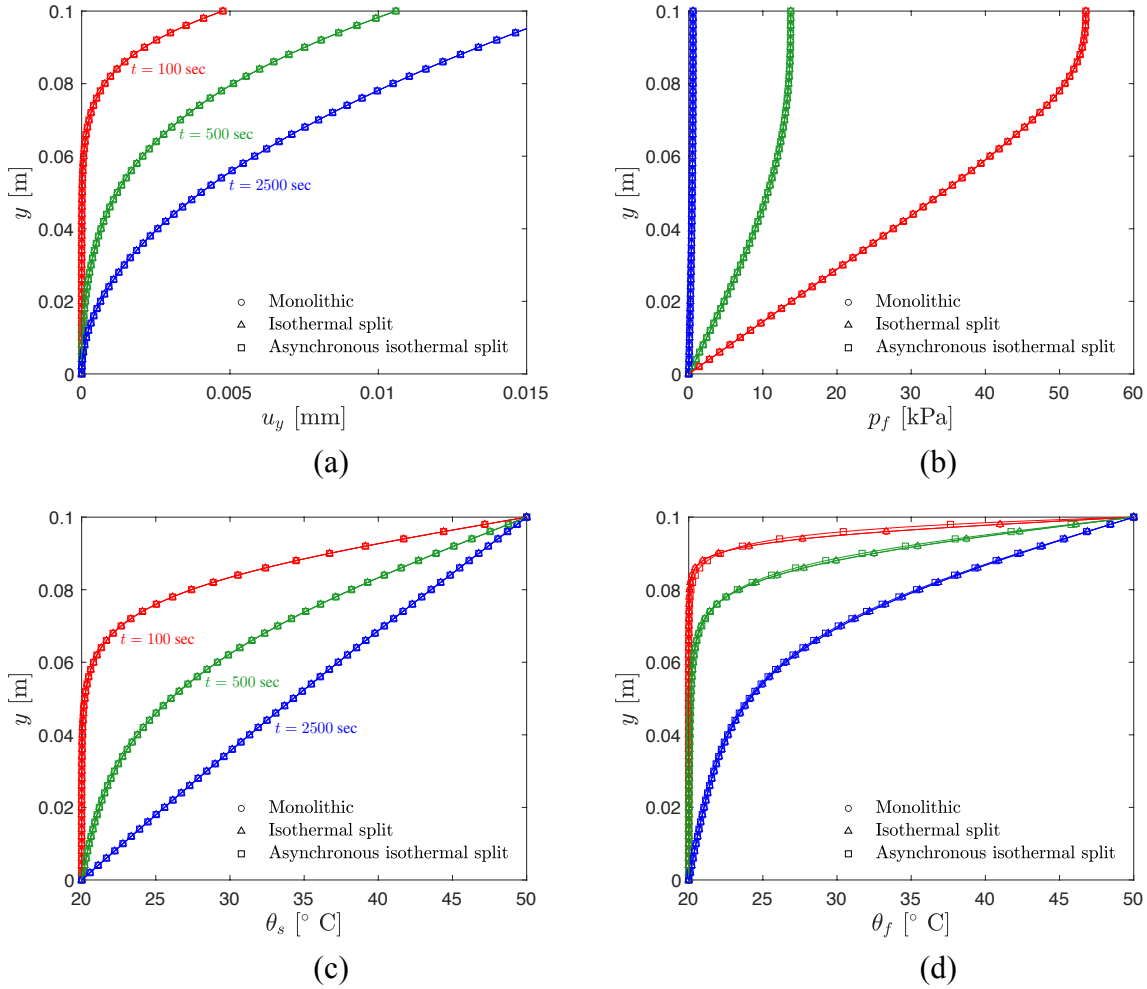 0.1
0.08
0.06
0.04
0.02
0
y [m]
t = 100 sec
t = 500 sec
t = 2500 sec
Monolithic
Isothermal split
Asynchronous isothermal split
0 0.005 0.01 0.015
u_y [mm]
(a)
0.1
0.08
0.06
0.04
0.02
0
y [m]
Monolithic
Isothermal split
Asynchronous isothermal split
0 10 20 30 40 50 60
p_f [kPa]
(b)
0.1
0.08
0.06
0.04
0.02
0
y [m]
t = 100 sec
t = 500 sec
t = 2500 sec
Monolithic
Isothermal split
Asynchronous isothermal split
20 25 30 35 40 45 50
θ_s [° C]
(c)
0.1
0.08
0.06
0.04
0.02
0
y [m]
Monolithic
Isothermal split
Asynchronous isothermal split
20 25 30 35 40 45 50
θ_f [° C]
(d)